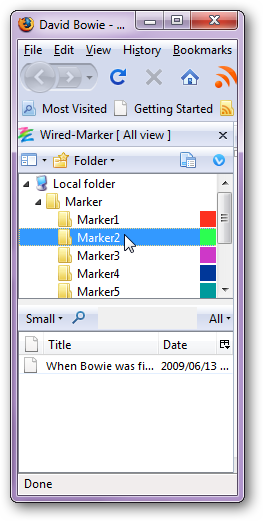 David Bowie - ...
File Edit View History Bookmarks
Most Visited Getting Started
Wired-Marker [ All view ]
Folder
Local folder
Marker
Marker1
Marker2
Marker3
Marker4
Marker5
Small All
Title Date
When Bowie was fi... 2009/06/13 ...
Done